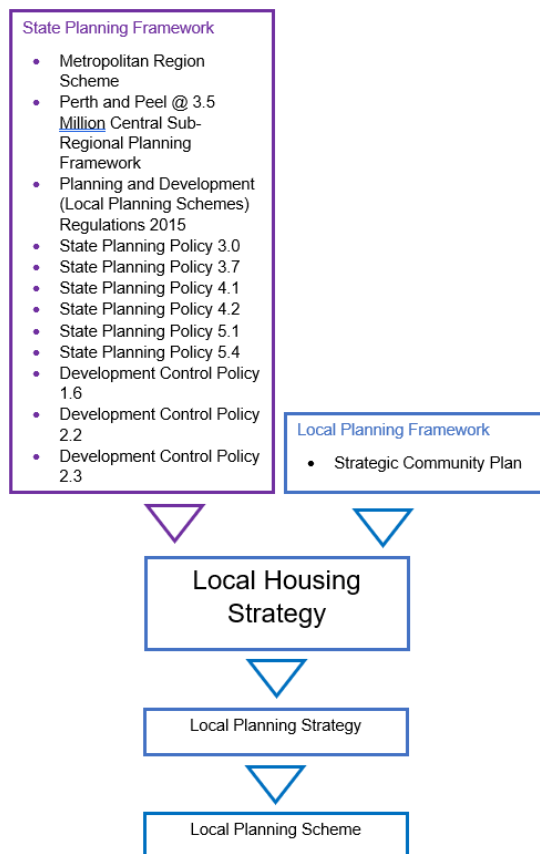 State Planning Framework
• Metropolitan Region
Scheme
• Perth and Peel @ 3.5
Million Central Sub-
Regional Planning
Framework
• Planning and Development
(Local Planning Schemes)
Regulations 2015
• State Planning Policy 3.0
• State Planning Policy 3.7
• State Planning Policy 4.1
• State Planning Policy 4.2
• State Planning Policy 5.1
• State Planning Policy 5.4
• Development Control Policy
1.6
• Development Control Policy
2.2
• Development Control Policy
2.3
Local Planning Framework
• Strategic Community Plan
Local Housing
Strategy
Local Planning Strategy
Local Planning Scheme